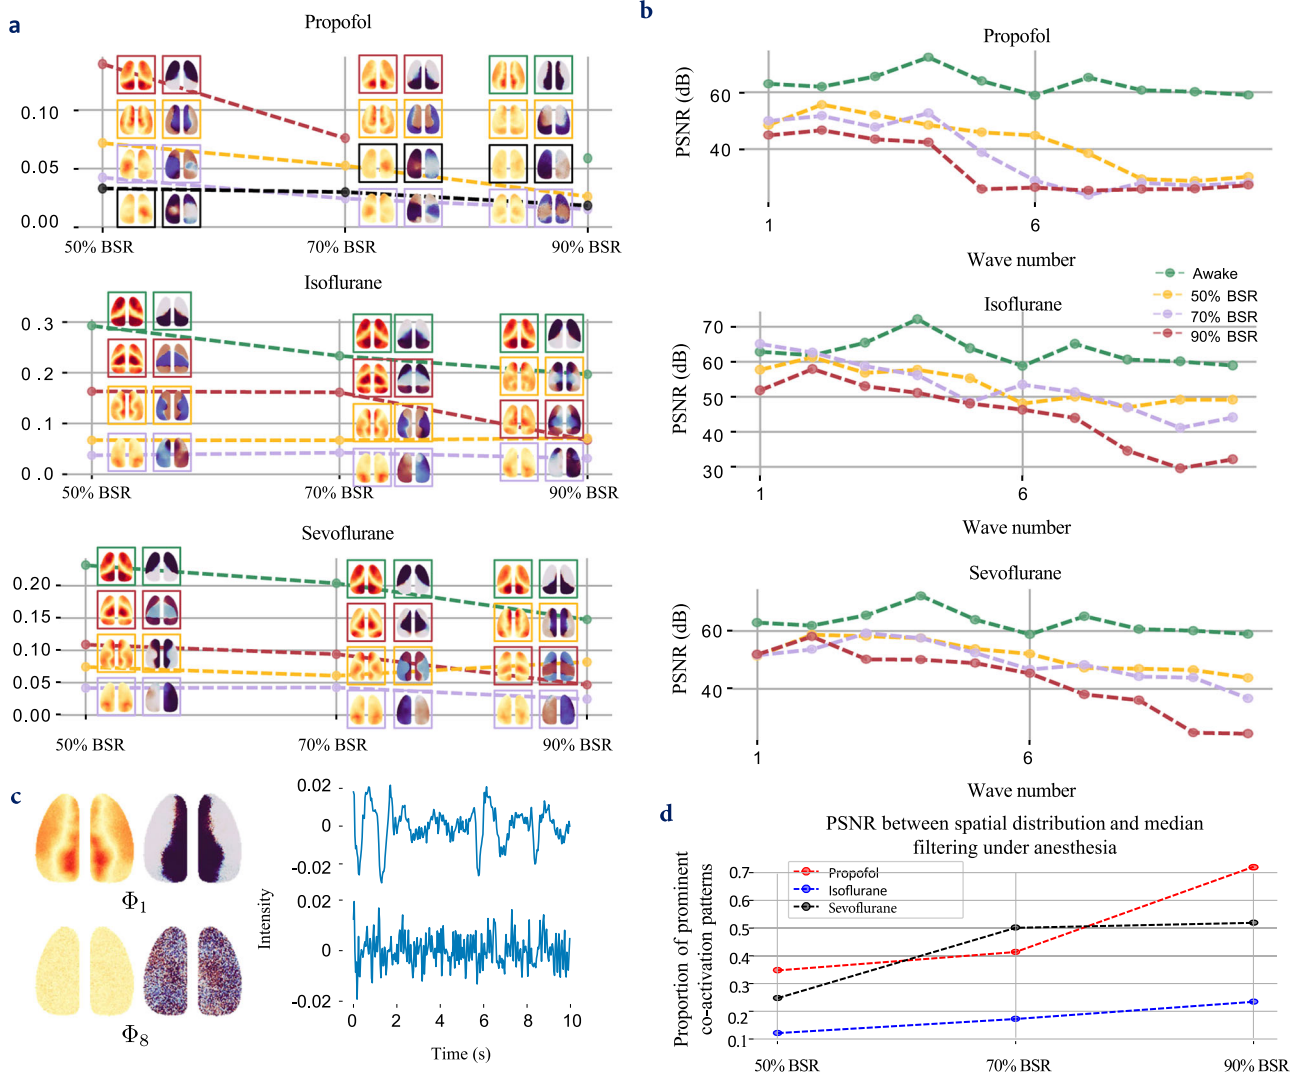 a
Propofol
0.10
0.05
0.00
50% BSR
70% BSR
90% BSR
Isoflurane
0.3
0.2
0.1
0.0
50% BSR
70% BSR
90% BSR
Sevoflurane
0.20
0.15
0.10
0.05
0.00
50% BSR
70% BSR
90% BSR
b
Propofol
PSNR (dB)
60
40
1
6
Wave number
Awake
50% BSR
70% BSR
90% BSR
Isoflurane
PSNR (dB)
70
60
50
40
30
1
6
Wave number
Sevoflurane
PSNR (dB)
60
40
1
6
Wave number
c
Φ1
Φ8
Intensity
0.02
0
-0.02
0.02
0
-0.02
0
2
4
6
8
10
Time (s)
d
PSNR between spatial distribution and median
filtering under anesthesia
Proportion of prominent
co-activation patterns
0.7
0.6
0.5
0.4
0.3
0.2
0.1
Propofol
Isoflurane
Sevoflurane
50% BSR
70% BSR
90% BSR